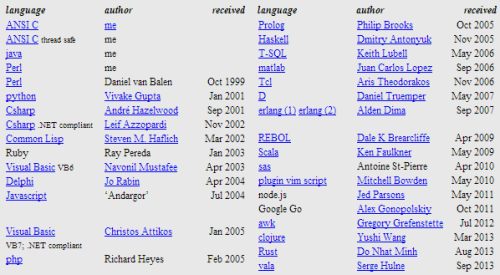 language author received
ANSI C me
ANSI C thread safe me
java me
Perl me
Perl Daniel van Balen Oct 1999
python Vivake Gupta Jan 2001
Csharp André Hazelwood Sep 2001
Csharp .NET compliant Leif Azzopardi Nov 2002
Common Lisp Steven M. Haflich Mar 2002
Ruby Ray Pereda Jan 2003
Visual Basic VB6 Navonil Mustafee Apr 2003
Delphi Jo Rabin Apr 2004
Javascript ‘Andargor’ Jul 2004
Visual Basic Christos Attikos Jan 2005
VB7; .NET compliant
php Richard Heyes Feb 2005
language author received
Prolog Philip Brooks Oct 2005
Haskell Dmitry Antonyuk Nov 2005
T-SQL Keith Lubell May 2006
matlab Juan Carlos Lopez Sep 2006
Tcl Aris Theodorakos Nov 2006
D Daniel Truemper May 2007
erlang (1) erlang (2) Alden Dima Sep 2007
REBOL Dale K Brearcliffe Apr 2009
Scala Ken Faulkner May 2009
sas Antoine St-Pierre Apr 2010
plugin vim script Mitchell Bowden May 2010
node.js Jed Parsons May 2011
Google Go Alex Gonopolskiy Oct 2011
awk Gregory Grefenstette Jul 2012
clojure Yushi Wang Mar 2013
Rust Do Nhat Minh Aug 2013
vala Serge Hulne Sep 2013